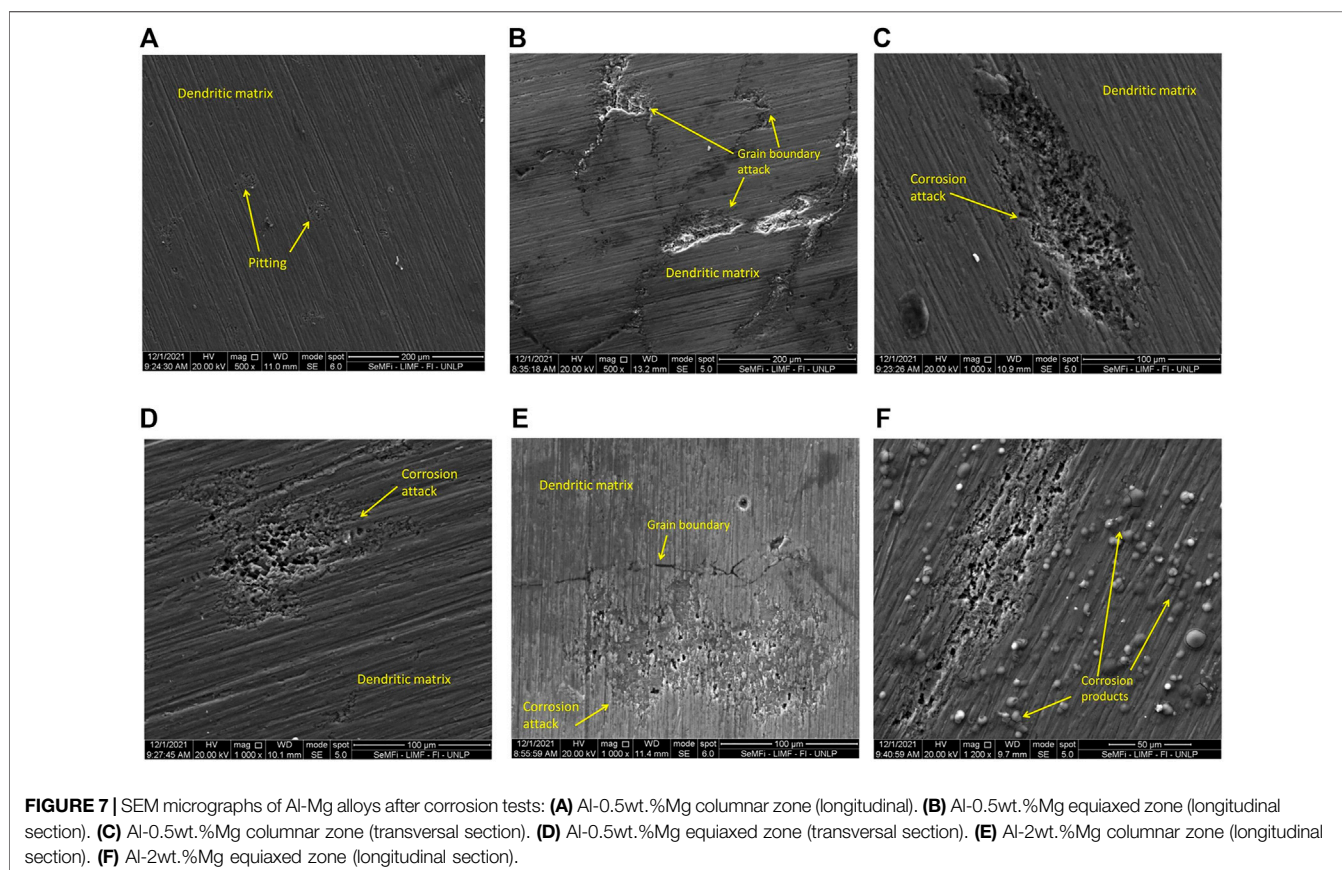 A
Dendritic matrix
Pitting
12/1/2021 HV mag □ WD mode spot 200 µm
9:24:30 AM 20.00 kV 500 x 11.0 mm SE 6.0 SeMFi - LIMF - FI - UNLP
B
Grain boundary
attack
Dendritic matrix
12/1/2021 HV mag □ WD mode spot 200 µm
8:35:18 AM 20.00 kV 500 x 13.2 mm SE 5.0 SeMFi - LIMF - FI - UNLP
C
Dendritic matrix
Corrosion
attack
12/1/2021 HV mag □ WD mode spot 100 µm
9:23:26 AM 20.00 kV 1 000 x 10.9 mm SE 5.0 SeMFi - LIMF - FI - UNLP
D
Corrosion
attack
Dendritic matrix
12/1/2021 HV mag □ WD mode spot 100 µm
9:27:45 AM 20.00 kV 1 000 x 10.1 mm SE 5.0 SeMFi - LIMF - FI - UNLP
E
Dendritic matrix
Grain boundary
Corrosion
attack
12/1/2021 HV mag □ WD mode spot 100 µm
8:55:59 AM 20.00 kV 1 000 x 11.4 mm SE 6.0 SeMFi - LIMF - FI - UNLP
F
Corrosion
products
12/1/2021 HV mag □ WD mode spot 50 µm
9:40:59 AM 20.00 kV 1 200 x 9.7 mm SE 5.0 SeMFi - LIMF - FI - UNLP
FIGURE 7 | SEM micrographs of Al-Mg alloys after corrosion tests: (A) Al-0.5wt.%Mg columnar zone (longitudinal). (B) Al-0.5wt.%Mg equiaxed zone (longitudinal
section). (C) Al-0.5wt.%Mg columnar zone (transversal section). (D) Al-0.5wt.%Mg equiaxed zone (transversal section). (E) Al-2wt.%Mg columnar zone (longitudinal
section). (F) Al-2wt.%Mg equiaxed zone (longitudinal section).